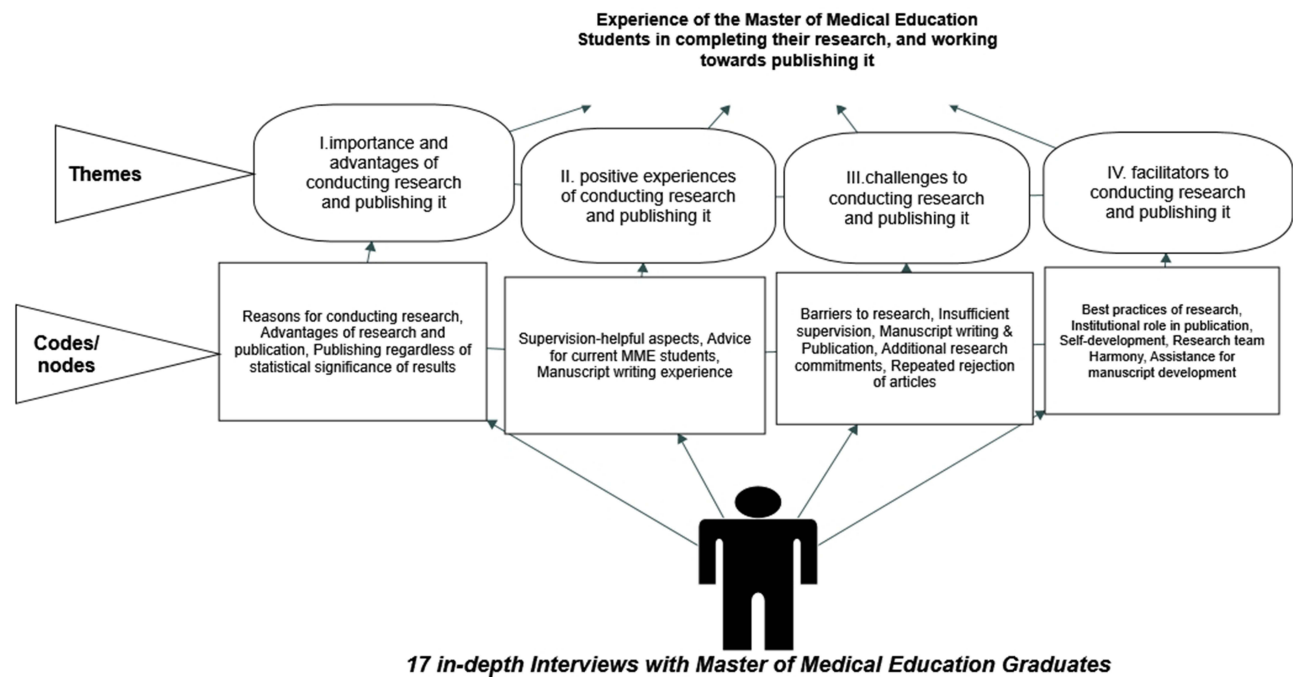 Experience of the Master of Medical Education
Students in completing their research, and working
towards publishing it
Themes
I.importance and
advantages of
conducting research
and publishing it
II. positive experiences
of conducting research
and publishing it
III.challenges to
conducting research
and publishing it
IV. facilitators to
conducting research
and publishing it
Codes/
nodes
Reasons for conducting research,
Advantages of research and
publication, Publishing regardless of
statistical significance of results
Supervision-helpful aspects, Advice
for current MME students,
Manuscript writing experience
Barriers to research, Insufficient
supervision, Manuscript writing &
Publication, Additional research
commitments, Repeated rejection
of articles
Best practices of research,
Institutional role in publication,
Self-development, Research team
Harmony, Assistance for
manuscript development
17 in-depth Interviews with Master of Medical Education Graduates